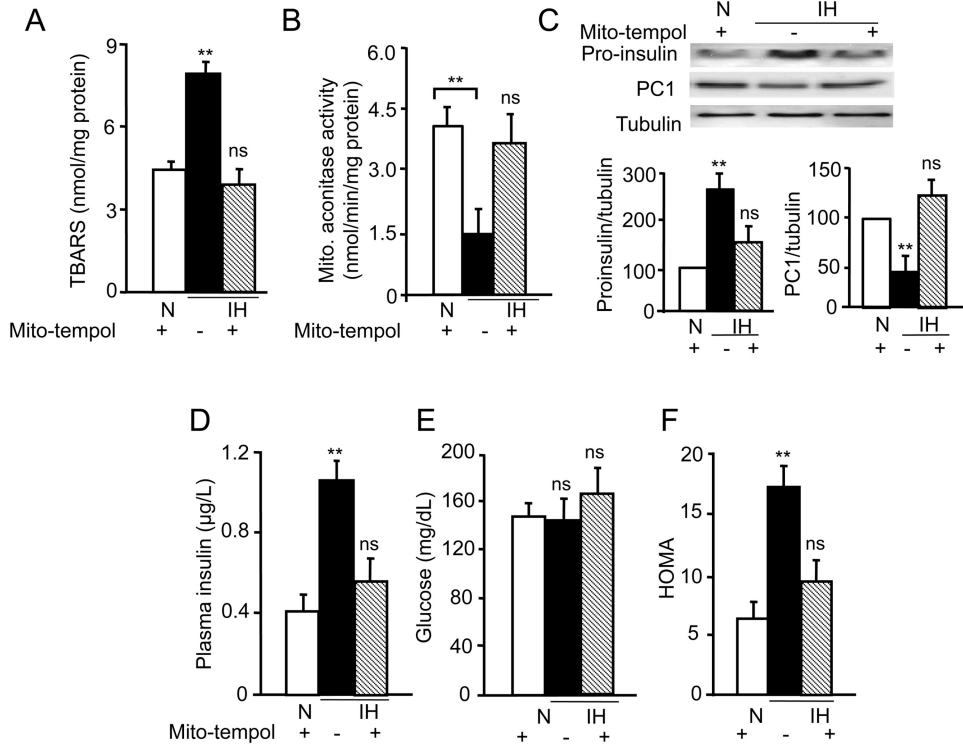 A
TBARS (nmol/mg protein)
9
6
3
0
**
ns
N IH
Mito-tempol + - +
B
Mito. aconitase activity
(nmol/min/mg protein)
6.0
4.5
3.0
1.5
0
**
ns
N IH
Mito-tempol + - +
C
N IH
Mito-tempol + - +
Pro-insulin
PC1
Tubulin
Proinsulin/tubulin
300
200
100
0
**
ns
N IH
+ - +
PC1/tubulin
150
100
50
0
**
ns
N IH
+ - +
D
Plasma insulin (µg/L)
1.2
0.8
0.4
0
**
ns
N IH
Mito-tempol + - +
E
Glucose (mg/dL)
200
160
120
80
40
0
ns
ns
N IH
+ - +
F
HOMA
20
15
10
5
0
**
ns
N IH
+ - +